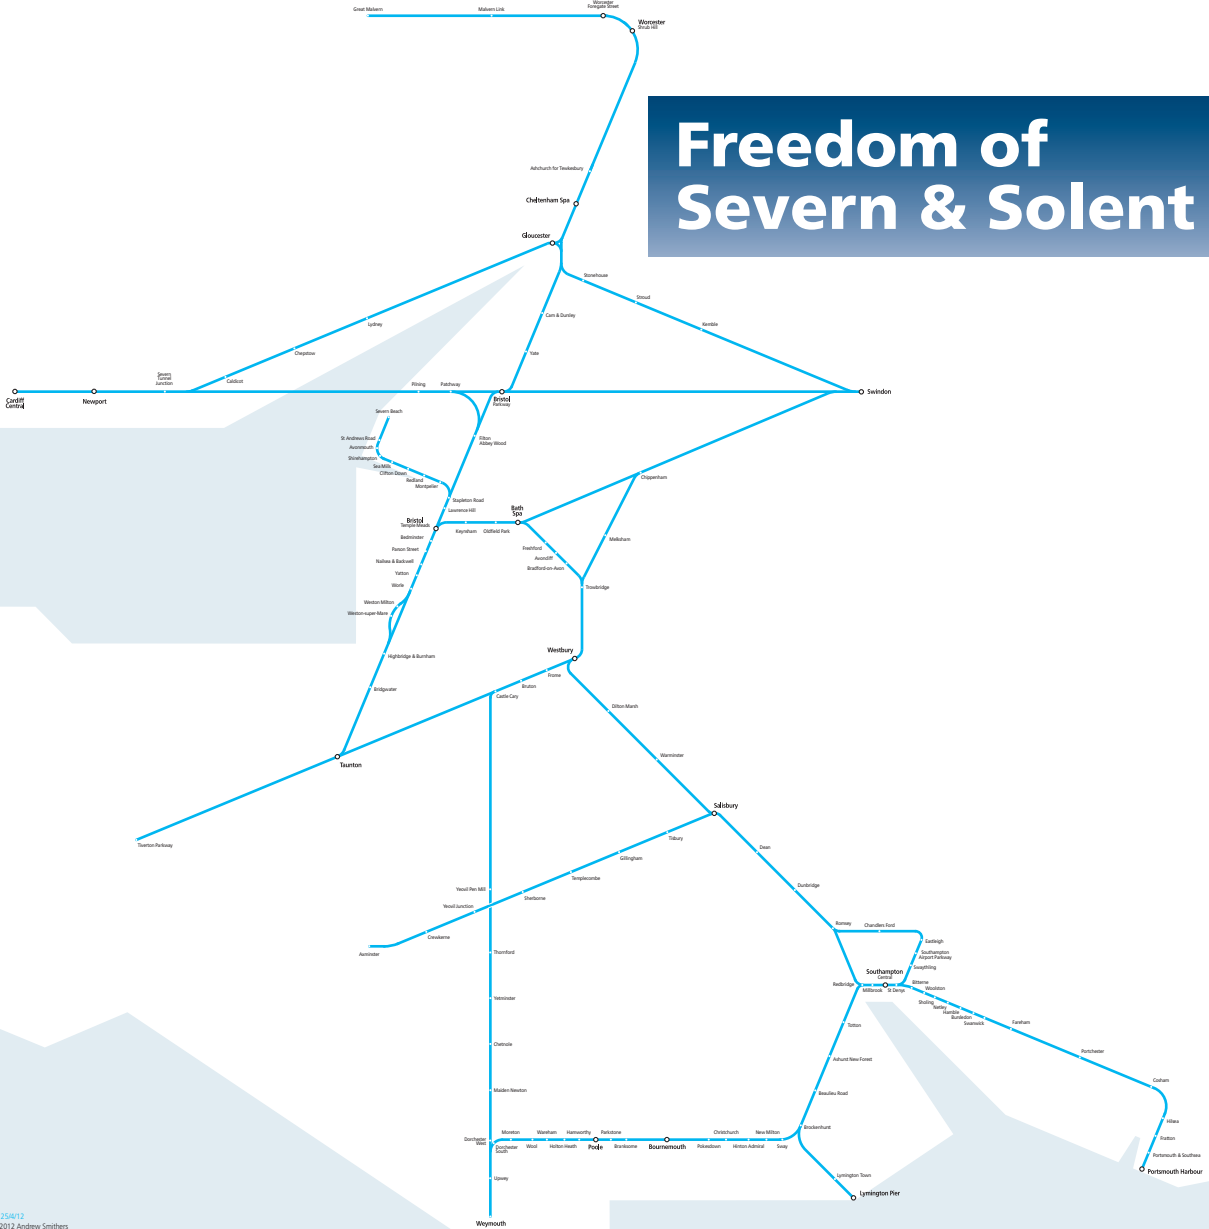 Worcester
Foregate Street
Great Malvern
Malvern Link
Worcester
Shrub Hill
Freedom of
Severn & Solent
Ashchurch for Tewkesbury
Cheltenham Spa
Gloucester
Stonehouse
Stroud
Cam & Dursley
Lydney
Kemble
Chepstow
Yate
Severn
Tunnel
Junction
Caldicot
Pilning
Patchway
Cardiff
Central
Newport
Bristol
Parkway
Swindon
Severn Beach
St Andrews Road
Avonmouth
Shirehampton
Sea Mills
Clifton Down
Redland
Montpelier
Filton
Abbey Wood
Stapleton Road
Lawrence Hill
Chippenham
Bristol
Temple Meads
Bath
Spa
Keynsham
Oldfield Park
Bedminster
Parson Street
Nailsea & Backwell
Yatton
Worle
Weston Milton
Weston-super-Mare
Freshford
Avoncliff
Bradford-on-Avon
Melksham
Trowbridge
Highbridge & Burnham
Bridgwater
Westbury
Frome
Bruton
Castle Cary
Dilton Marsh
Warminster
Taunton
Tiverton Parkway
Salisbury
Tisbury
Gillingham
Templecombe
Sherborne
Dean
Dunbridge
Yeovil Pen Mill
Yeovil Junction
Crewkerne
Axminster
Thornford
Yetminster
Chetnole
Maiden Newton
Romsey
Chandlers Ford
Eastleigh
Southampton
Airport Parkway
Swaythling
Southampton
Central
Redbridge
Millbrook
St Denys
Bitterne
Woolston
Sholing
Netley
Hamble
Bursledon
Swanwick
Fareham
Portchester
Cosham
Hilsea
Fratton
Portsmouth & Southsea
Portsmouth Harbour
Totton
Ashurst New Forest
Beaulieu Road
Brockenhurst
Dorchester
West
Dorchester
South
Moreton
Wool
Wareham
Holton Heath
Hamworthy
Poole
Parkstone
Branksome
Bournemouth
Pokesdown
Christchurch
Hinton Admiral
New Milton
Sway
Upwey
Weymouth
Lymington Town
Lymington Pier
25/4/12
2012 Andrew Smithers